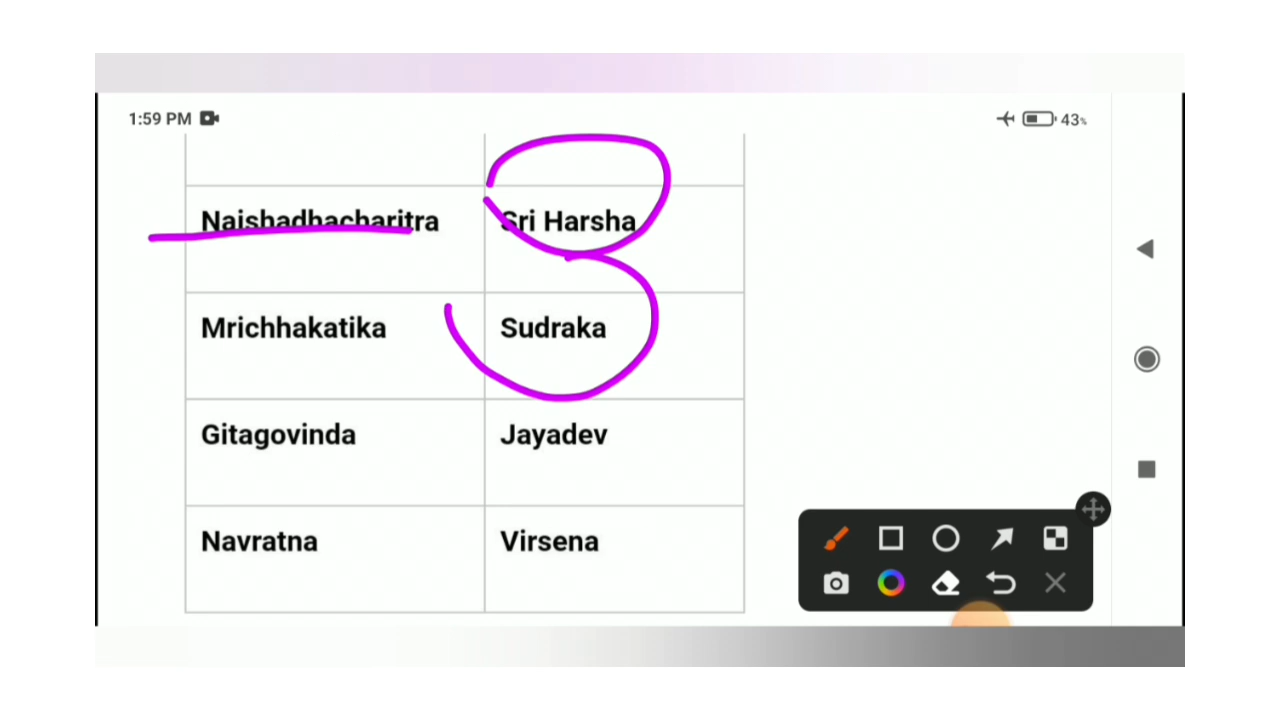 1:59 PM 43%
Naishadhacharitra Sri Harsha
Mrichhakatika Sudraka
Gitagovinda Jayadev
Navratna Virsena